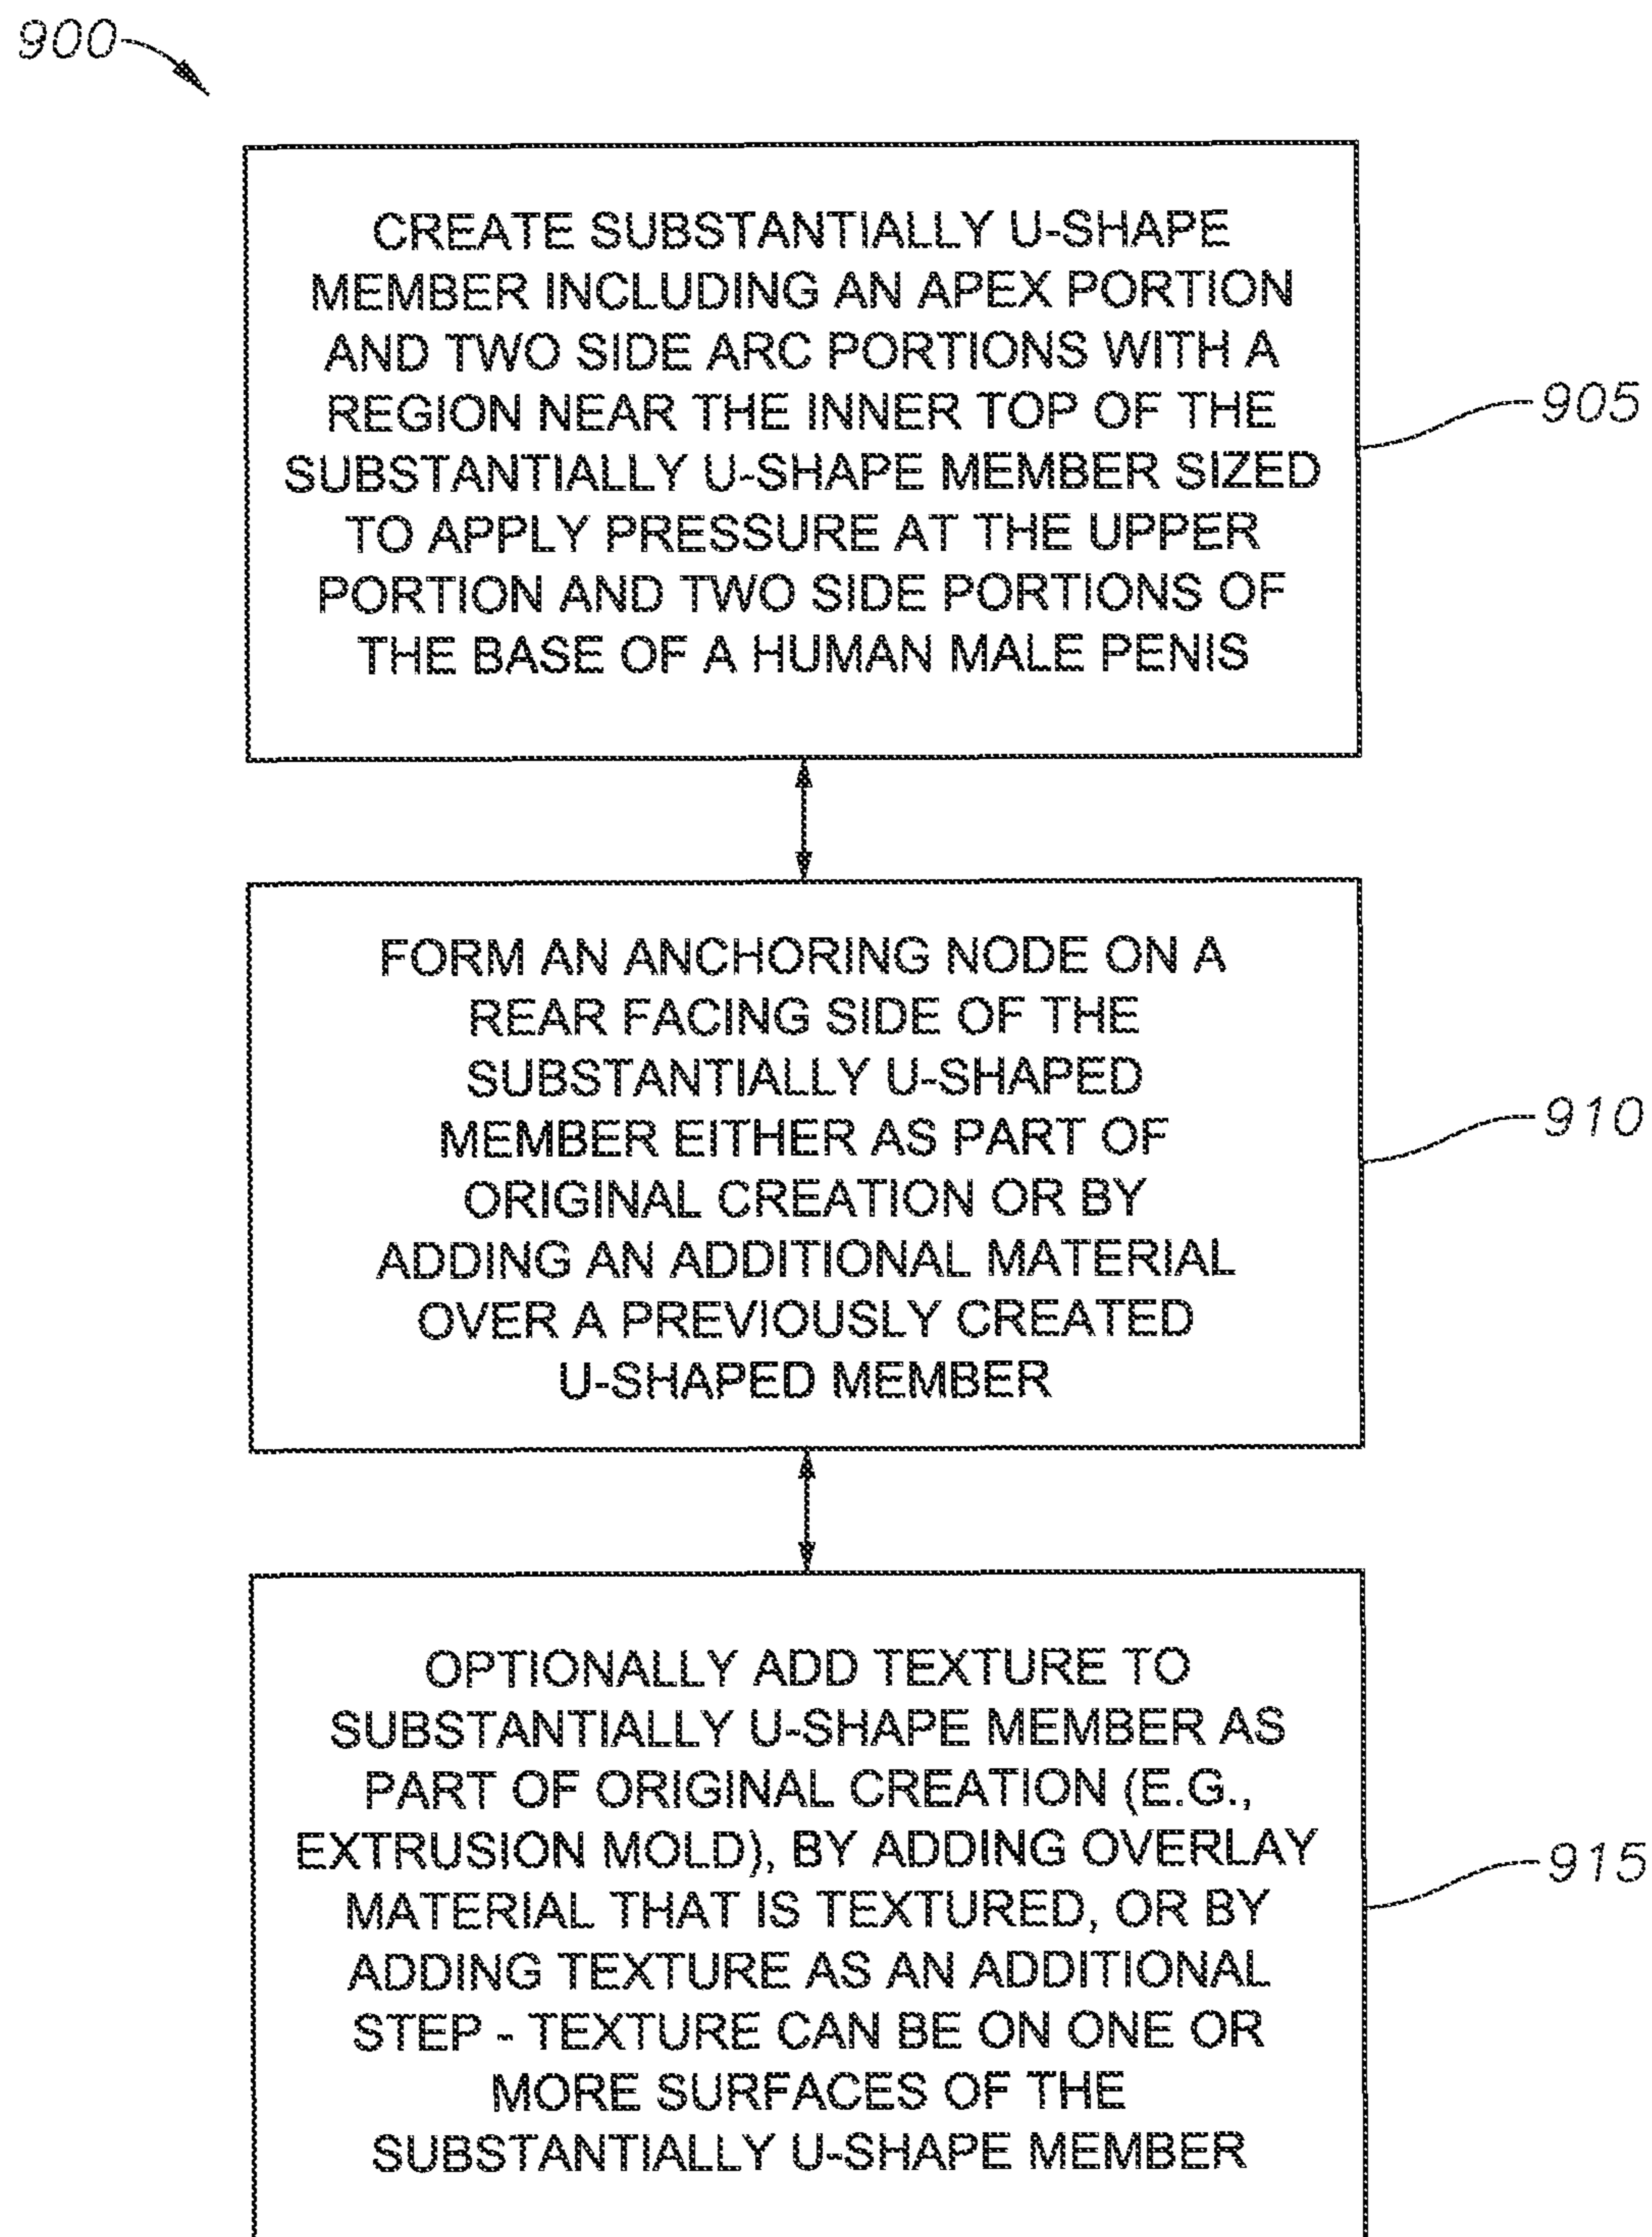 900
CREATE SUBSTANTIALLY U-SHAPE
MEMBER INCLUDING AN APEX PORTION
AND TWO SIDE ARC PORTIONS WITH A
REGION NEAR THE INNER TOP OF THE
SUBSTANTIALLY U-SHAPE MEMBER SIZED
TO APPLY PRESSURE AT THE UPPER
PORTION AND TWO SIDE PORTIONS OF
THE BASE OF A HUMAN MALE PENIS
905
FORM AN ANCHORING NODE ON A
REAR FACING SIDE OF THE
SUBSTANTIALLY U-SHAPED
MEMBER EITHER AS PART OF
ORIGINAL CREATION OR BY
ADDING AN ADDITIONAL MATERIAL
OVER A PREVIOUSLY CREATED
U-SHAPED MEMBER
910
OPTIONALLY ADD TEXTURE TO
SUBSTANTIALLY U-SHAPE MEMBER AS
PART OF ORIGINAL CREATION (E.G.,
EXTRUSION MOLD), BY ADDING OVERLAY
MATERIAL THAT IS TEXTURED, OR BY
ADDING TEXTURE AS AN ADDITIONAL
STEP - TEXTURE CAN BE ON ONE OR
MORE SURFACES OF THE
SUBSTANTIALLY U-SHAPE MEMBER
915